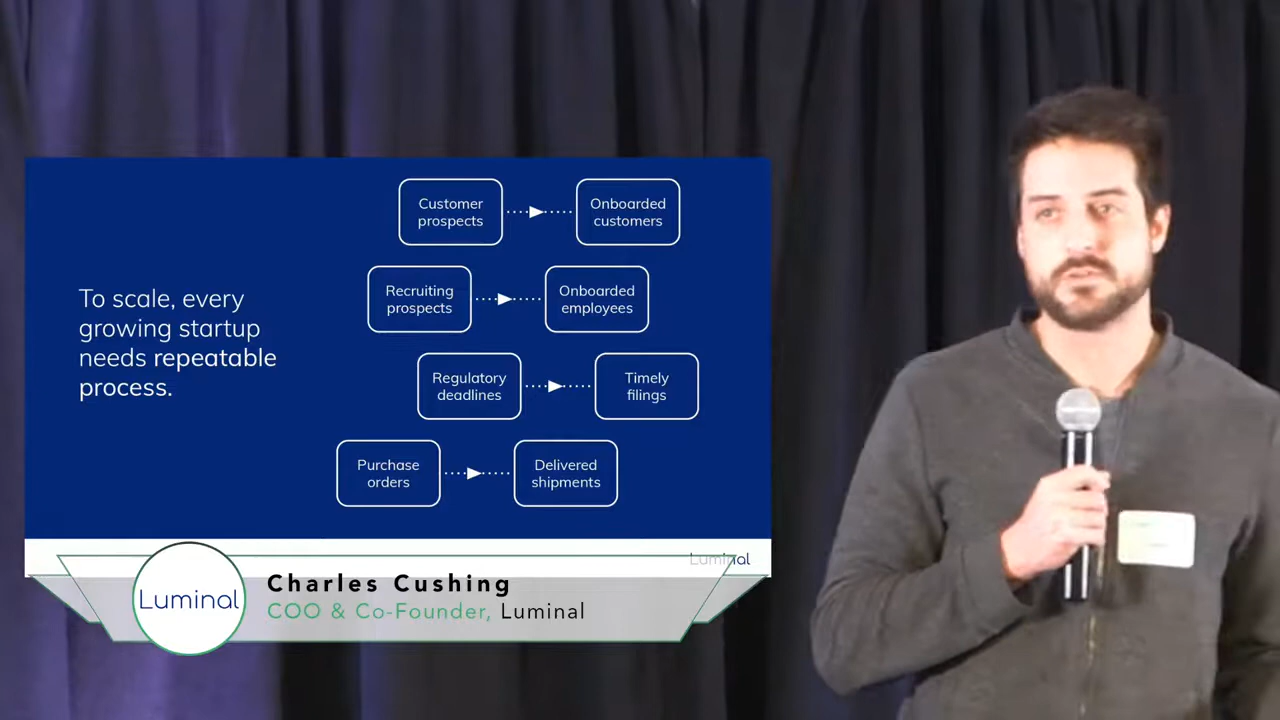 To scale, every
growing startup
needs repeatable
process.
Customer
prospects
Onboarded
customers
Recruiting
prospects
Onboarded
employees
Regulatory
deadlines
Timely
filings
Purchase
orders
Delivered
shipments
Luminal
Luminal
Charles Cushing
COO & Co-Founder, Luminal